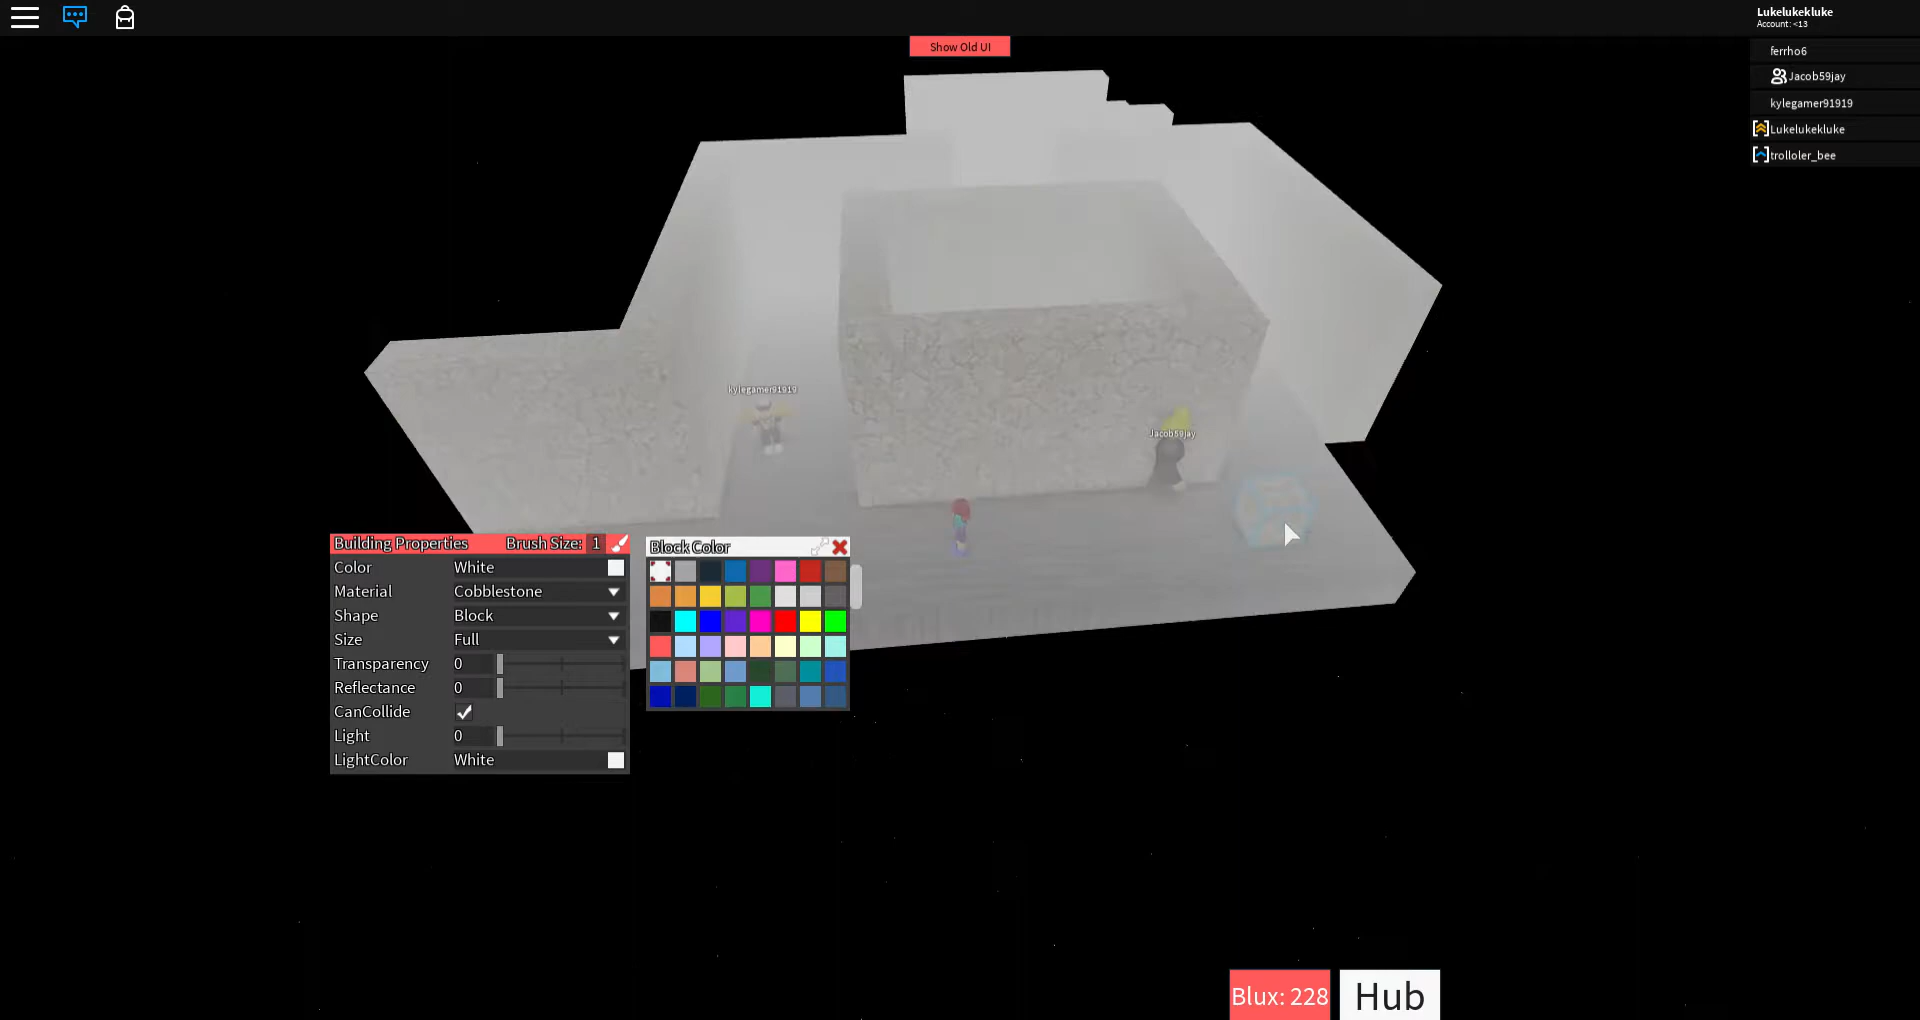 Lukelukekluke
Account: <13
Show Old UI
ferrho6
Jacob59jay
kylegamer91919
Lukelukekluke
trolloler_bee
kylegamer91919
Jacob59jay
Building Properties Brush Size: 1
Color White
Material Cobblestone
Shape Block
Size Full
Transparency 0
Reflectance 0
CanCollide
Light 0
LightColor White
Block Color
Blux: 228
Hub